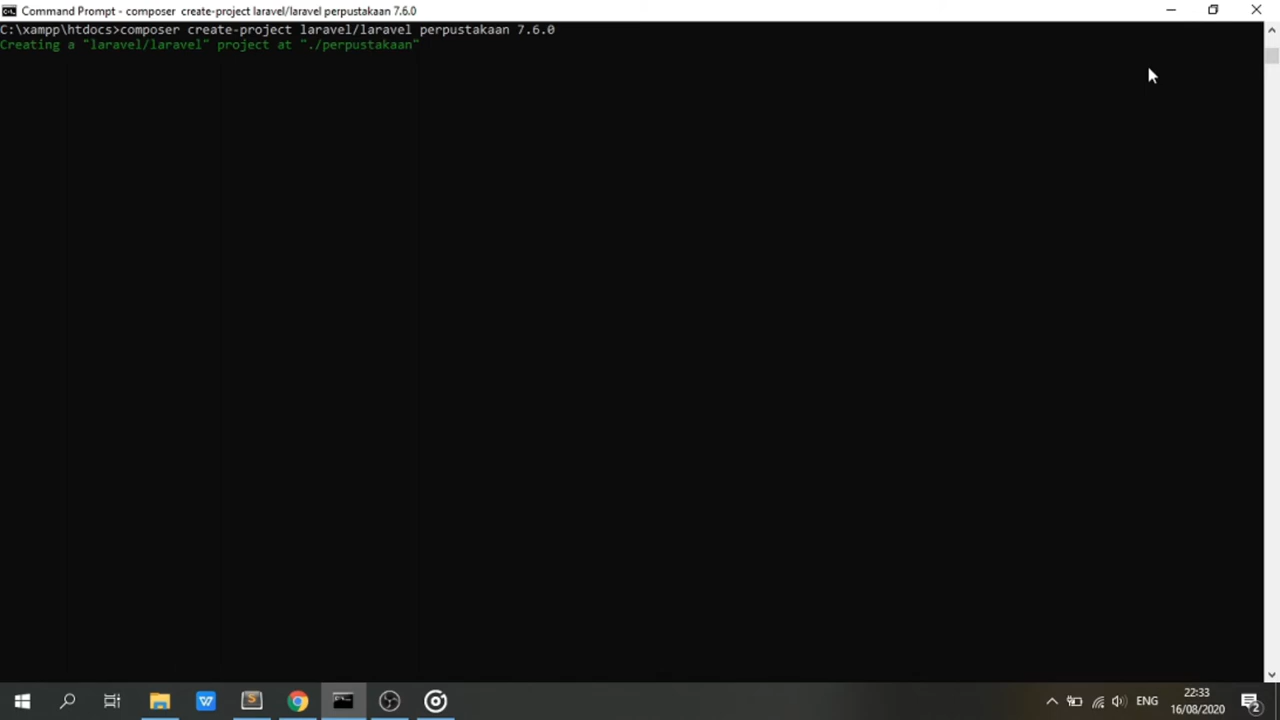 Command Prompt - composer  create-project laravel/laravel perpustakaan 7.6.0
C:\xampp\htdocs>composer create-project laravel/laravel perpustakaan 7.6.0
Creating a "laravel/laravel" project at "./perpustakaan"
ENG
22:33
16/08/2020
2